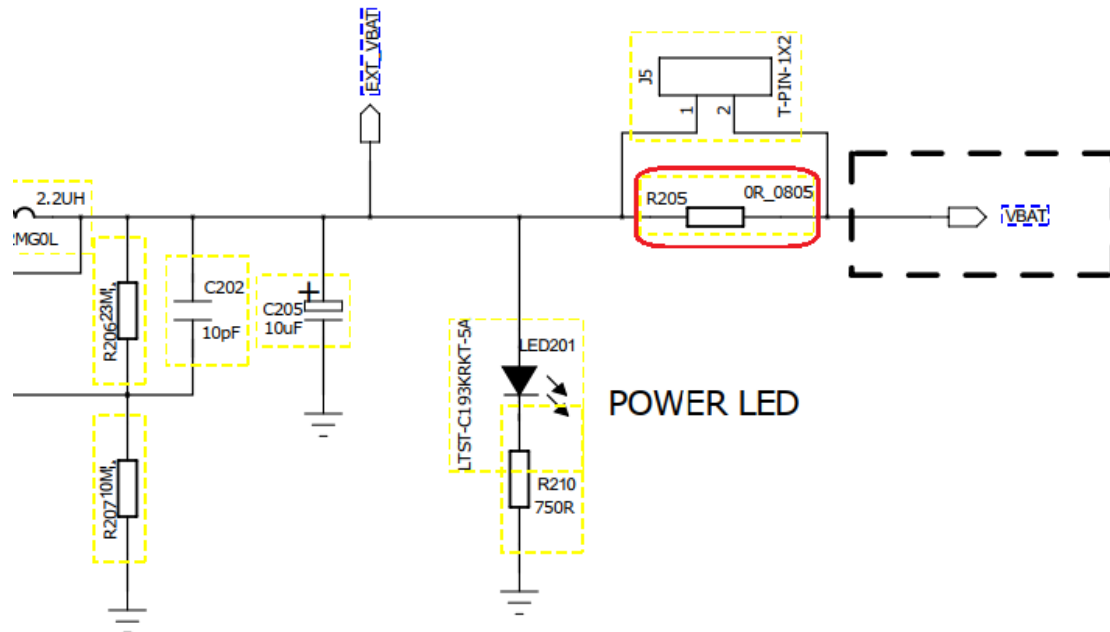 EXT_VBAT
J5
1
2
T-PIN-1X2
2.2UH
2MG0L
R205
0R_0805
VBAT
R206
23M
C202
10pF
C205
10uF
+
LTST-C193KRKT-5A
LED201
POWER LED
R207
10M
R210
750R